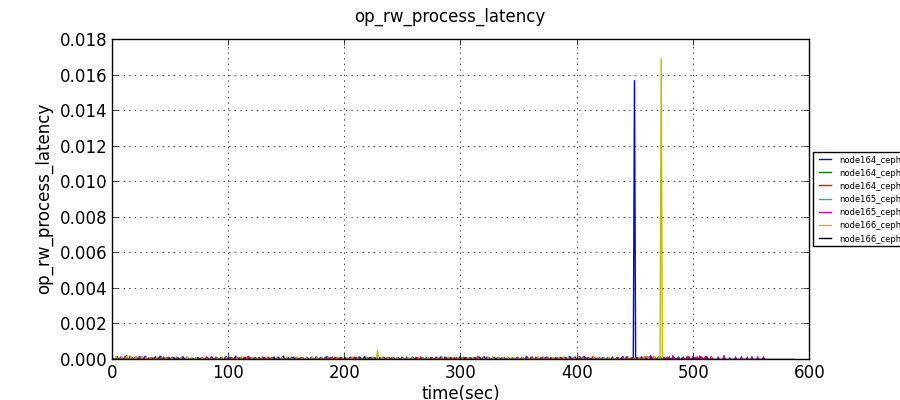 op_rw_process_latency
op_rw_process_latency
0.018
0.016
0.014
0.012
0.010
0.008
0.006
0.004
0.002
0.000
0 100 200 300 400 500 600
time(sec)
node164_ceph
node164_ceph
node164_ceph
node165_ceph
node165_ceph
node166_ceph
node166_ceph